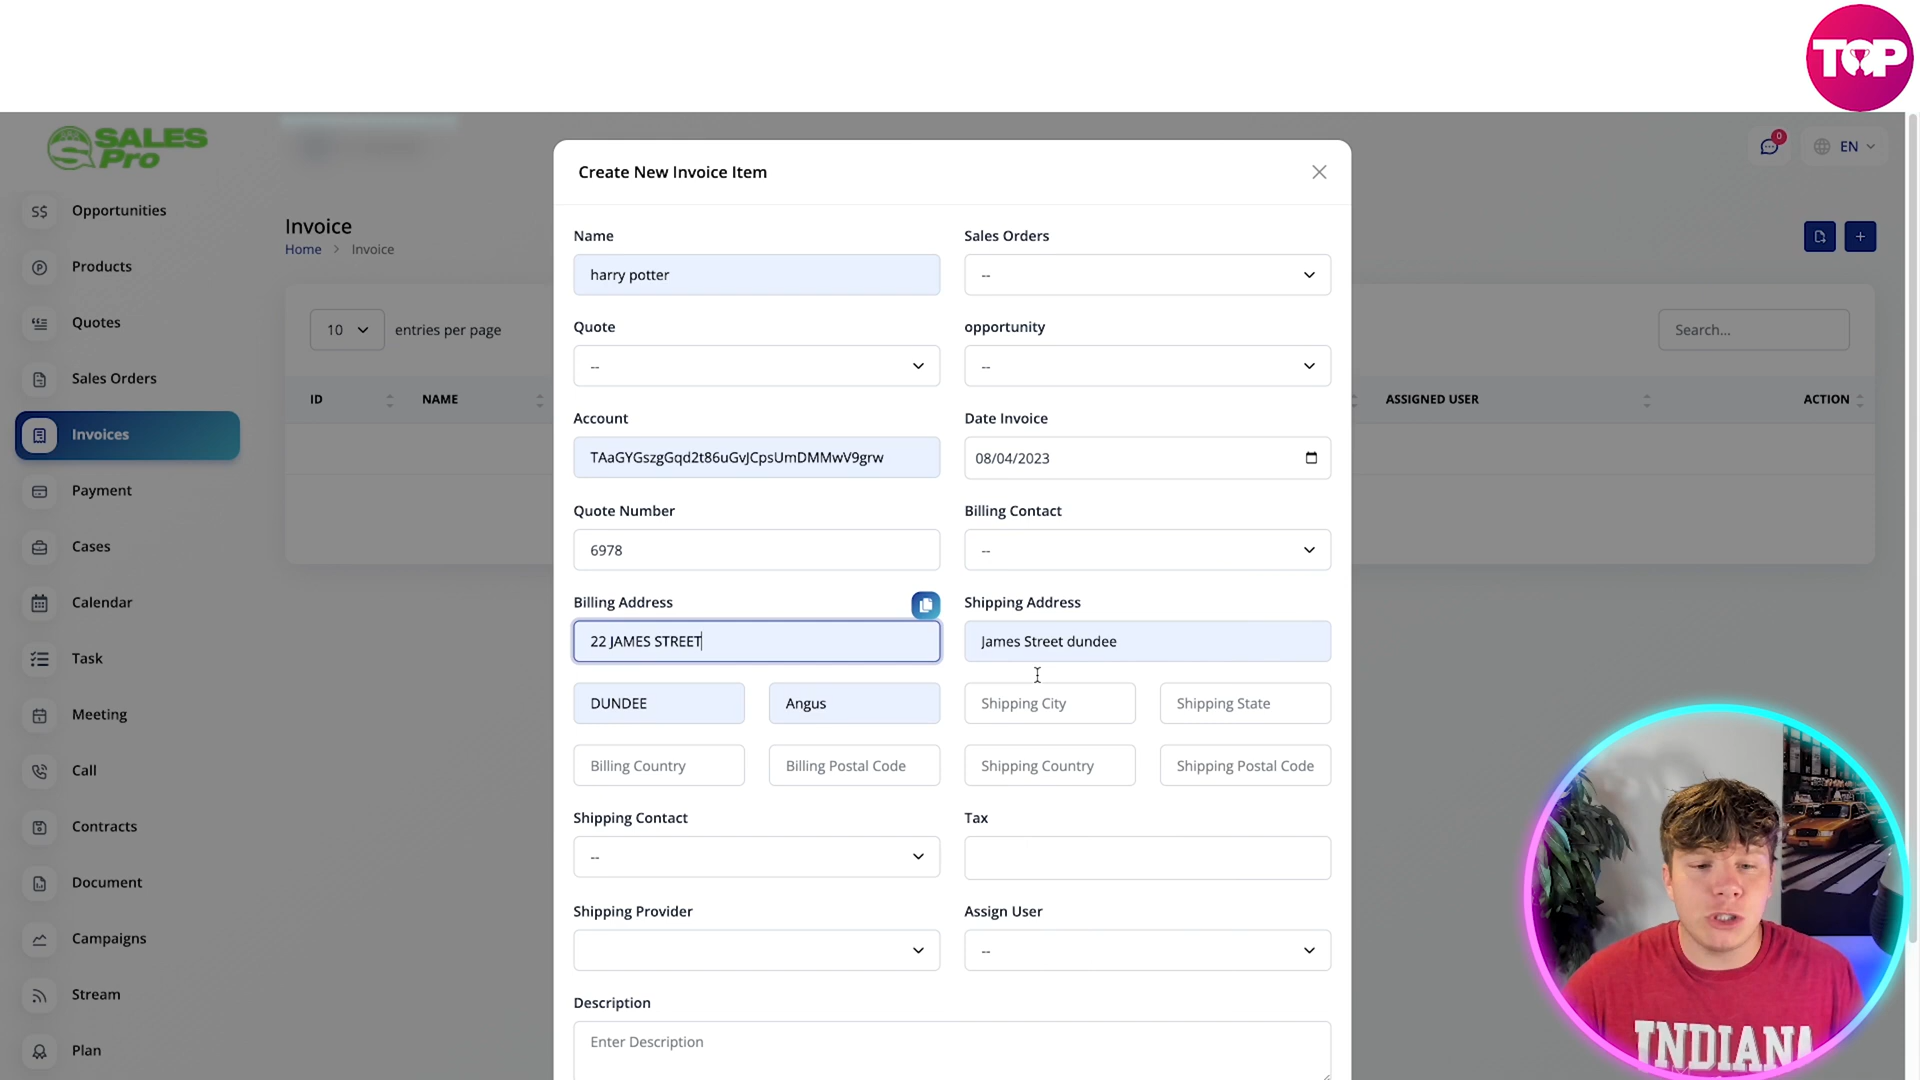 TOP
SALES
Pro
0
EN
Opportunities
Products
Quotes
Sales Orders
Invoices
Payment
Cases
Calendar
Task
Meeting
Call
Contracts
Document
Campaigns
Stream
Plan
Invoice
Home > Invoice
10 entries per page
Search...
ID NAME ASSIGNED USER ACTION
Create New Invoice Item
Name Sales Orders
harry potter --
Quote opportunity
-- --
Account Date Invoice
TAaGYGszgGqd2t86uGvJCpsUmDMMwV9grw 08/04/2023
Quote Number Billing Contact
6978 --
Billing Address Shipping Address
22 JAMES STREET James Street dundee
DUNDEE Angus Shipping City Shipping State
Billing Country Billing Postal Code Shipping Country Shipping Postal Code
Shipping Contact Tax
--
Shipping Provider Assign User
--
Description
Enter Description
INDIANA